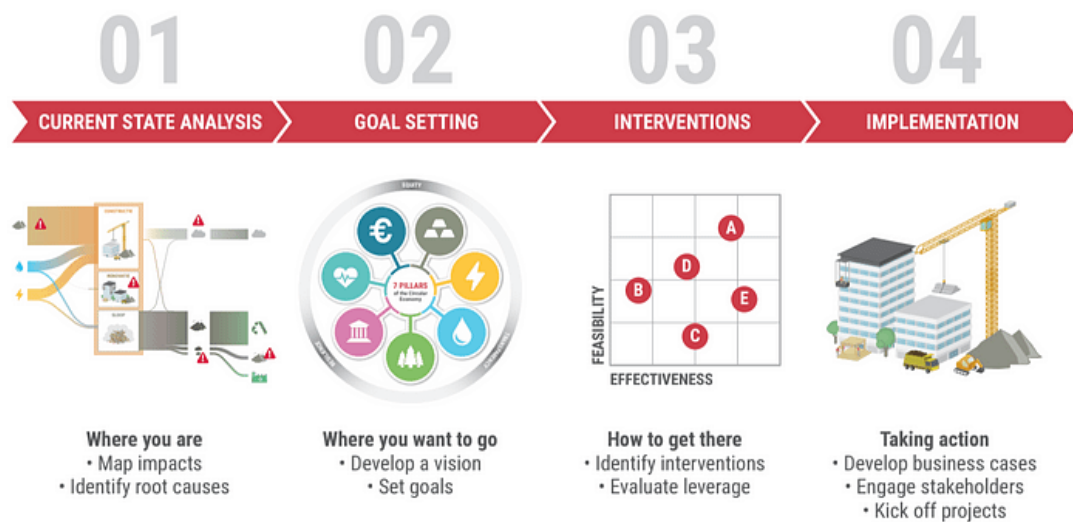 01
02
03
04
CURRENT STATE ANALYSIS
GOAL SETTING
INTERVENTIONS
IMPLEMENTATION
EQUITY
7 PILLARS
of the Circular
Economy
A
D
B
E
C
FEASIBILITY
EFFECTIVENESS
Where you are
• Map impacts
• Identify root causes
Where you want to go
• Develop a vision
• Set goals
How to get there
• Identify interventions
• Evaluate leverage
Taking action
• Develop business cases
• Engage stakeholders
• Kick off projects